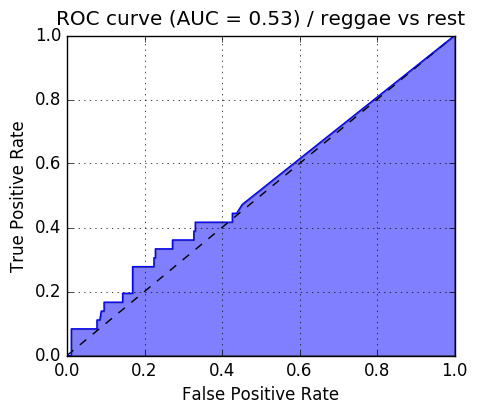 ROC curve (AUC = 0.53) / reggae vs rest
1.0
0.8
0.6
0.4
0.2
0.0
True Positive Rate
0.0 0.2 0.4 0.6 0.8 1.0
False Positive Rate